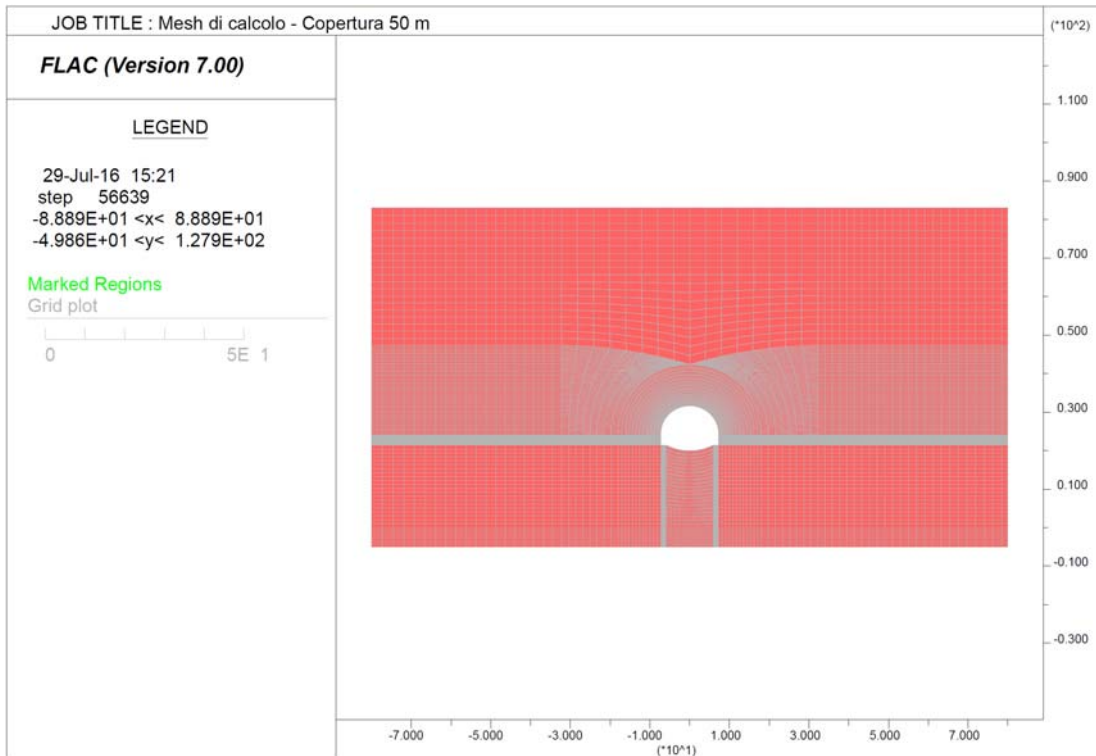 JOB TITLE : Mesh di calcolo - Copertura 50 m
(*10^2)
FLAC (Version 7.00)
LEGEND
29-Jul-16 15:21
step 56639
-8.889E+01 <x< 8.889E+01
-4.986E+01 <y< 1.279E+02
Marked Regions
Grid plot
0 5E 1
1.100
0.900
0.700
0.500
0.300
0.100
-0.100
-0.300
-7.000 -5.000 -3.000 -1.000 1.000 3.000 5.000 7.000
(*10^1)